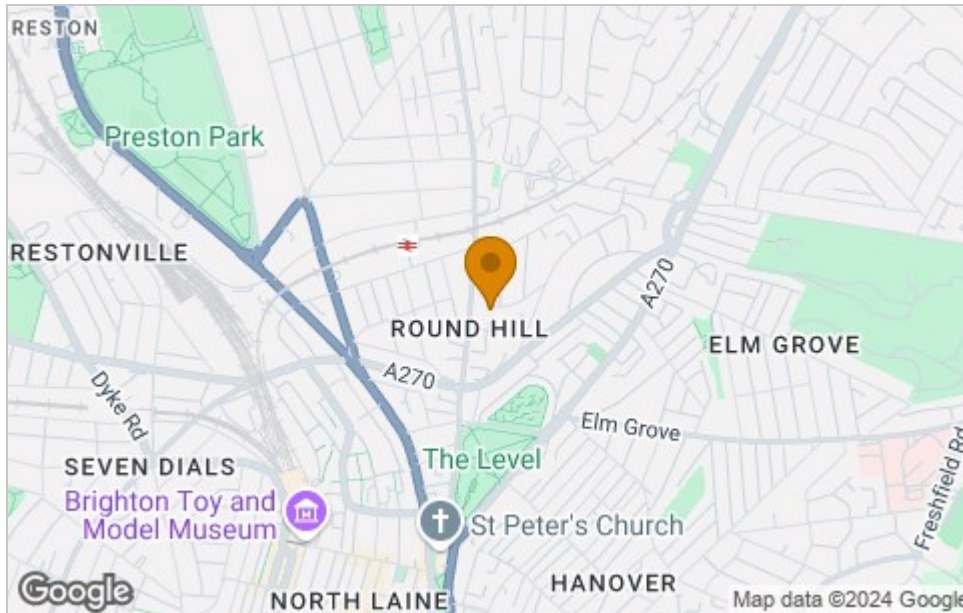 RESTON
Preston Park
RESTONVILLE
ROUND HILL
A270
ELM GROVE
A270
Dyke Rd
Elm Grove
SEVEN DIALS
The Level
Brighton Toy and
Model Museum
St Peter's Church
Freshfield Rd
HANOVER
NORTH LAINE
Google
Map data ©2024 Google